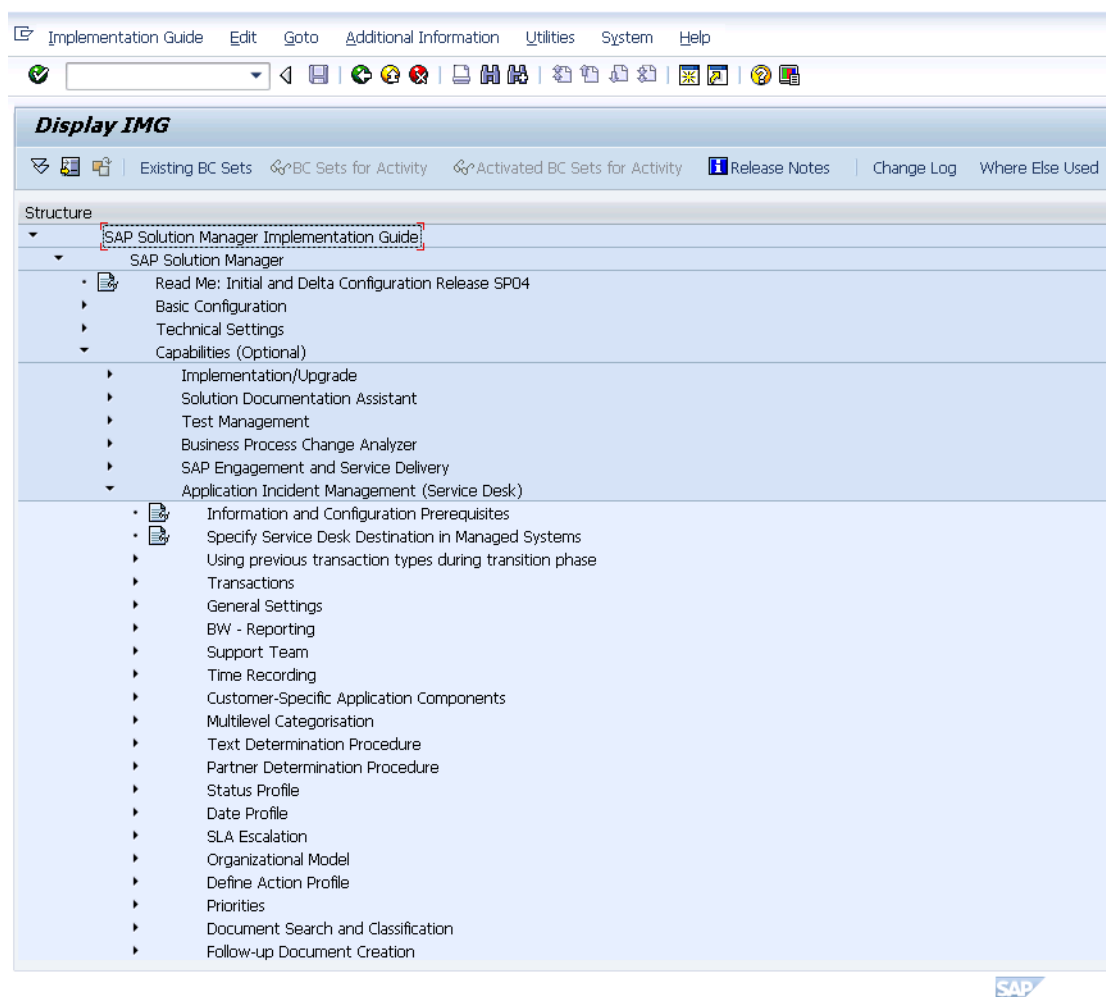 Implementation Guide Edit Goto Additional Information Utilities System Help
Display IMG
Existing BC Sets BC Sets for Activity Activated BC Sets for Activity Release Notes Change Log Where Else Used
Structure
SAP Solution Manager Implementation Guide
SAP Solution Manager
Read Me: Initial and Delta Configuration Release SP04
Basic Configuration
Technical Settings
Capabilities (Optional)
Implementation/Upgrade
Solution Documentation Assistant
Test Management
Business Process Change Analyzer
SAP Engagement and Service Delivery
Application Incident Management (Service Desk)
Information and Configuration Prerequisites
Specify Service Desk Destination in Managed Systems
Using previous transaction types during transition phase
Transactions
General Settings
BW - Reporting
Support Team
Time Recording
Customer-Specific Application Components
Multilevel Categorisation
Text Determination Procedure
Partner Determination Procedure
Status Profile
Date Profile
SLA Escalation
Organizational Model
Define Action Profile
Priorities
Document Search and Classification
Follow-up Document Creation
SAP